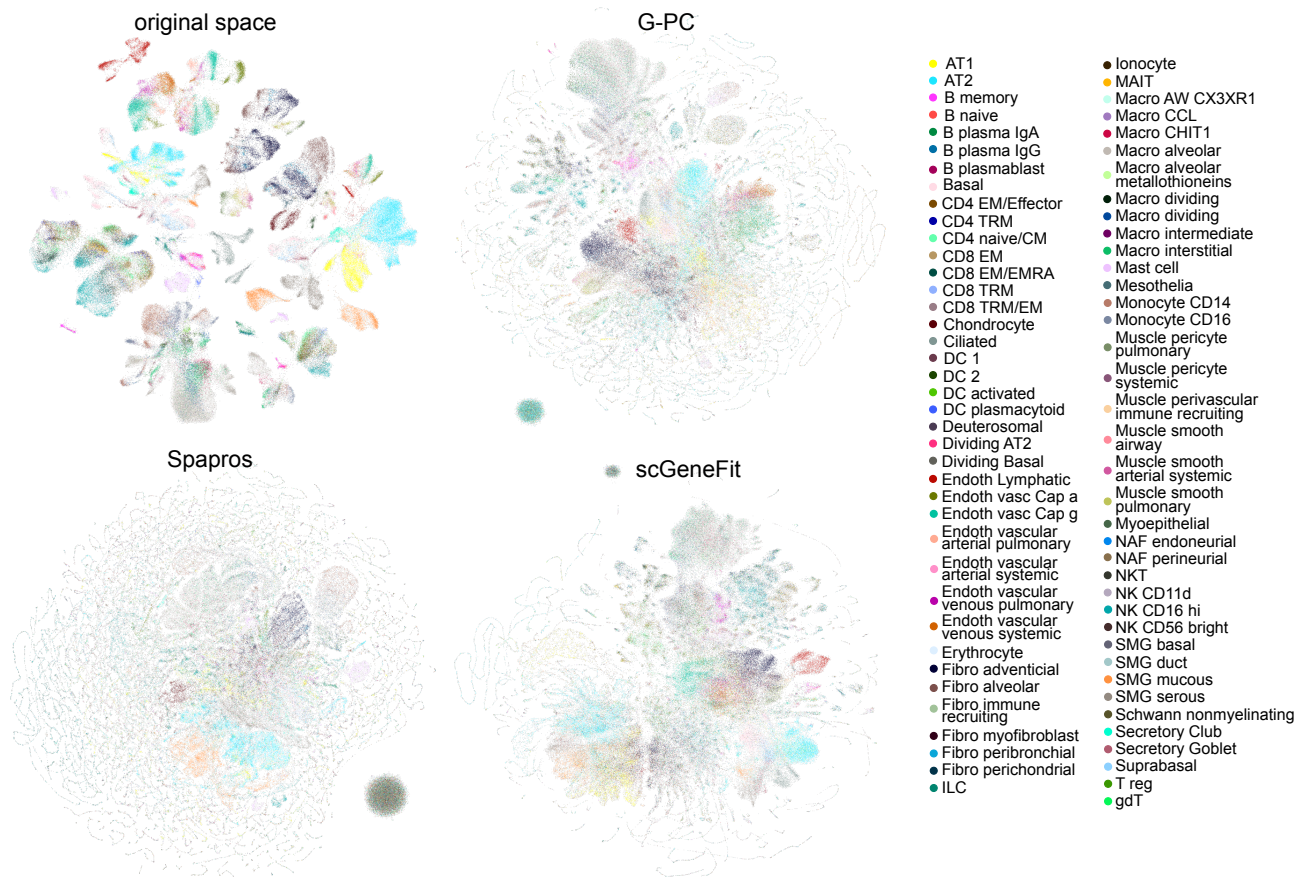 original space
G-PC
Spapros
scGeneFit
AT1
AT2
B memory
B naive
B plasma IgA
B plasma IgG
B plasmablast
Basal
CD4 EM/Effector
CD4 TRM
CD4 naive/CM
CD8 EM
CD8 EM/EMRA
CD8 TRM
CD8 TRM/EM
Chondrocyte
Ciliated
DC 1
DC 2
DC activated
DC plasmacytoid
Deuterosomal
Dividing AT2
Dividing Basal
Endoth Lymphatic
Endoth vasc Cap a
Endoth vasc Cap g
Endoth vascular
arterial pulmonary
Endoth vascular
arterial systemic
Endoth vascular
venous pulmonary
Endoth vascular
venous systemic
Erythrocyte
Fibro adventicial
Fibro alveolar
Fibro immune
recruiting
Fibro myofibroblast
Fibro peribronchial
Fibro perichondrial
ILC
Ionocyte
MAIT
Macro AW CX3XR1
Macro CCL
Macro CHIT1
Macro alveolar
Macro alveolar
metallothioneins
Macro dividing
Macro dividing
Macro intermediate
Macro interstitial
Mast cell
Mesothelia
Monocyte CD14
Monocyte CD16
Muscle pericyte
pulmonary
Muscle pericyte
systemic
Muscle perivascular
immune recruiting
Muscle smooth
airway
Muscle smooth
arterial systemic
Muscle smooth
pulmonary
Myoepithelial
NAF endoneurial
NAF perineurial
NKT
NK CD11d
NK CD16 hi
NK CD56 bright
SMG basal
SMG duct
SMG mucous
SMG serous
Schwann nonmyelinating
Secretory Club
Secretory Goblet
Suprabasal
T reg
gdT